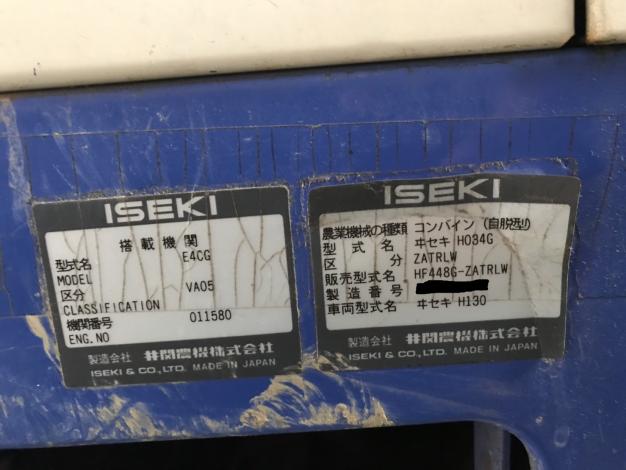 ISEKI
搭載機関
型式名 E4CG
MODEL
区分 VA05
CLASSIFICATION
機関番号 011580
ENG.NO
製造会社 井関農機株式会社
ISEKI & CO., LTD. MADE IN JAPAN
ISEKI
農業機械の種類 コンバイン (自脱型)
型式名 ヰセキ HO34G
区分 ZATRLW
販売型式名 HF448G-ZATRLW
製造番号
車両型式名 ヰセキ H130
製造会社 井関農機株式会社
ISEKI & CO., LTD. MADE IN JAPAN